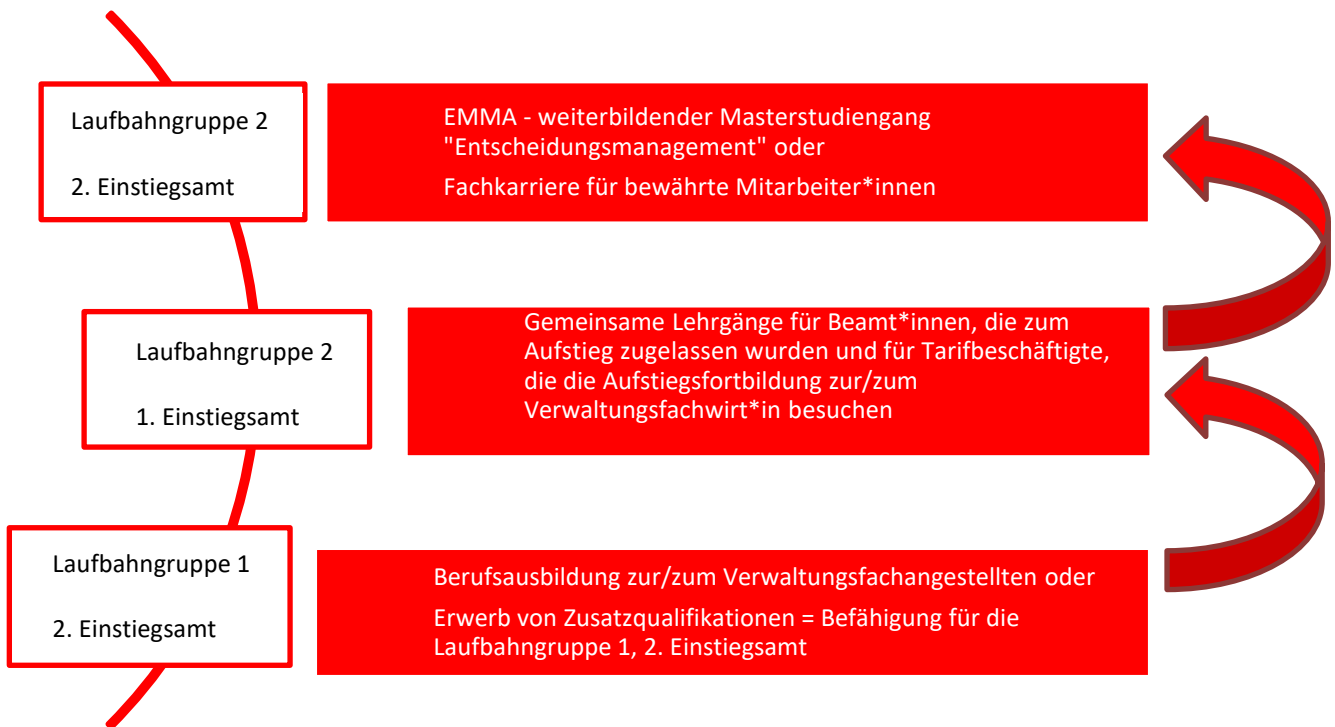 Laufbahngruppe 2
2. Einstiegsamt
EMMA - weiterbildender Masterstudiengang
"Entscheidungsmanagement" oder
Fachkarriere für bewährte Mitarbeiter*innen
Laufbahngruppe 2
1. Einstiegsamt
Gemeinsame Lehrgänge für Beamt*innen, die zum
Aufstieg zugelassen wurden und für Tarifbeschäftigte,
die die Aufstiegsfortbildung zur/zum
Verwaltungsfachwirt*in besuchen
Laufbahngruppe 1
2. Einstiegsamt
Berufsausbildung zur/zum Verwaltungsfachangestellten oder
Erwerb von Zusatzqualifikationen = Befähigung für die
Laufbahngruppe 1, 2. Einstiegsamt